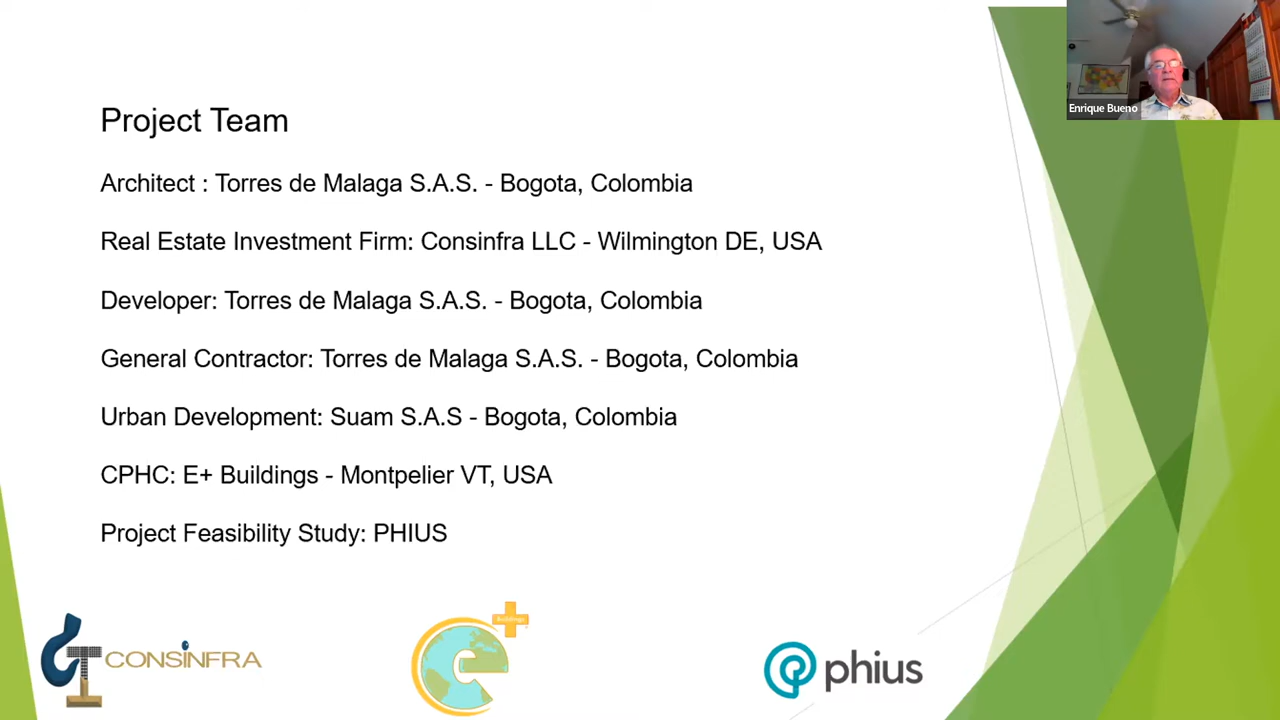 Project Team
Architect : Torres de Malaga S.A.S. - Bogota, Colombia
Real Estate Investment Firm: Consinfra LLC - Wilmington DE, USA
Developer: Torres de Malaga S.A.S. - Bogota, Colombia
General Contractor: Torres de Malaga S.A.S. - Bogota, Colombia
Urban Development: Suam S.A.S - Bogota, Colombia
CPHC: E+ Buildings - Montpelier VT, USA
Project Feasibility Study: PHIUS
CONSINFRA
e
Buildings
phius
Enrique Bueno